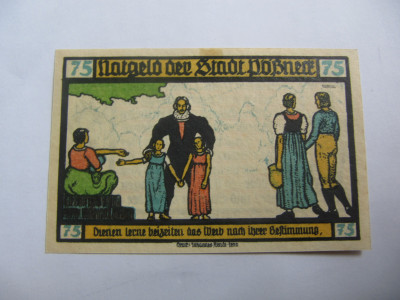 75 Notgeld der Stadt Pößneck 75
75 Dienen lerne beizeiten das Weib nach ihrer Bestimmung, 75